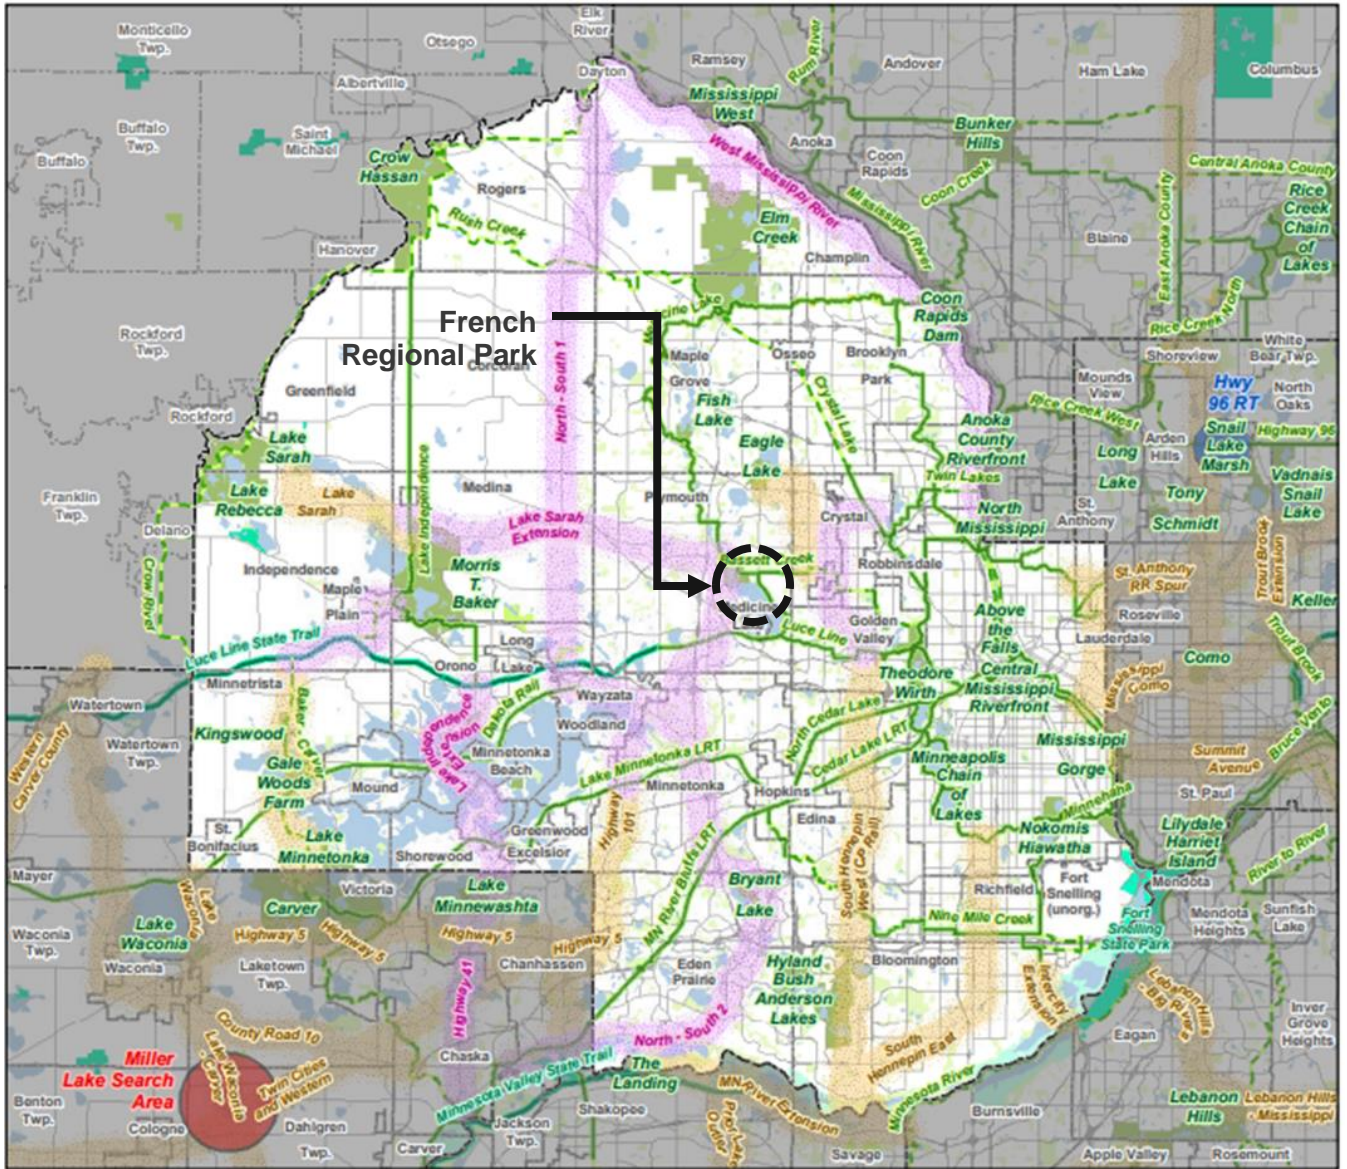 Monticello
Twp.
Otsego
Elk
River
Dayton
Ramsey
Rum River
Andover
Ham Lake
Columbus
Albertville
Mississippi
West
Buffalo
Twp.
Saint
Michael
Buffalo
Crow
Hassan
Rogers
West Mississippi River
Anoka
Coon
Rapids
Bunker
Hills
Coon Creek
Central Anoka County
Rice
Creek
Chain
of
Lakes
Rush Creek
Elm
Creek
Mississippi River
East Anoka County
Blaine
Hanover
Champlin
Rice Creek North
Coon
Rapids
Dam
Rockford
Twp.
French
Regional Park
Corcoran
North - South 1
Maple
Grove
Osseo
Brooklyn
Park
Shoreview
White
Bear Twp.
Greenfield
Rockford
Fish
Lake
Crystal Lake
Mounds
View
Hwy
96 RT
North
Oaks
Rice Creek West
Lake
Sarah
Eagle
Lake
Anoka
County
Riverfront
Long
Lake
Arden
Hills
Snail
Lake
Marsh
Highway 96
Franklin
Twp.
Lake
Rebecca
Lake
Sarah
Lake Independence
Medina
Plymouth
Twin Lakes
Tony
Schmidt
Vadnais
Snail
Lake
Delano
Lake Sarah
Extension
Crystal
North
Mississippi
St.
Anthony
Trout Brook
Extension
Crow River
Independence
Maple
Plain
Morris
T.
Baker
Robbinsdale
St. Anthony
RR Spur
Roseville
Keller
Luce Line State Trail
Long
Lake
Luce Line
Golden
Valley
Above
the
Falls
Lauderdale
Trout Brook
Orono
Central
Mississippi
Riverfront
Mississippi
- Como
Como
Minnetrista
Theodore
Wirth
Watertown
Wayzata
Woodland
Dakota Rail
Lake Independence
Extension
Baker - Carver
Kingswood
Watertown
Twp.
Western
Carver County
Gale
Woods
Farm
Minnetonka
Beach
North Cedar Lake
Cedar Lake LRT
Minneapolis
Chain
of
Lakes
Mississippi
Gorge
Summit
Avenue
Bruce Vento
Mound
Lake Minnetonka LRT
Minnetonka
Hopkins
Edina
Minnehaha
St. Paul
St.
Bonifacius
Lake
Minnetonka
Shorewood
Greenwood
Excelsior
Highway
101
MN River Bluffs LRT
South Hennepin
West (Ce Rail)
Nokomis
Hiawatha
Lilydale
Harriet
Island
River to River
Mayer
Victoria
Lake
Minnewashta
Bryant
Lake
Richfield
Fort
Snelling
(unorg.)
Mendota
Lake
Waconia
Lake
Waconia
Carver
Highway 5
Highway 5
Highway 5
Highway 5
Nine Mile Creek
Fort
Snelling
State Park
Mendota
Heights
Sunfish
Lake
Waconia
Twp.
Waconia
Laketown
Twp.
Chanhassen
Eden
Prairie
Hyland
Bush
Anderson
Lakes
Bloomington
Intercity
Extension
Highway 41
Eagan
Inver
Grove
Heights
County Road 10
North - South 2
South
Hennepin East
Miller
Lake Search
Area
Lake Waconia
- Carver
Twin Cities
and Western
Chaska
Minnesota Valley State Trail
The
Landing
MN River Extension
Minnesota River
Burnsville
Lebanon
Hills
Lebanon Hills
- Mississippi
Benton
Twp.
Cologne
Dahlgren
Twp.
Carver
Jackson
Twp.
Shakopee
Savage
Apple Valley
Rosemount